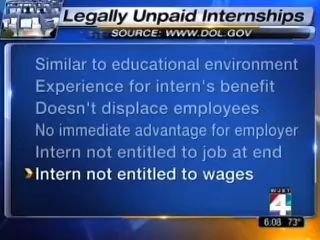 Legally Unpaid Internships
SOURCE: WWW.DOL.GOV
Similar to educational environment
Experience for intern's benefit
Doesn't displace employees
No immediate advantage for employer
Intern not entitled to job at end
Intern not entitled to wages
WJXT
4
6:08 73°